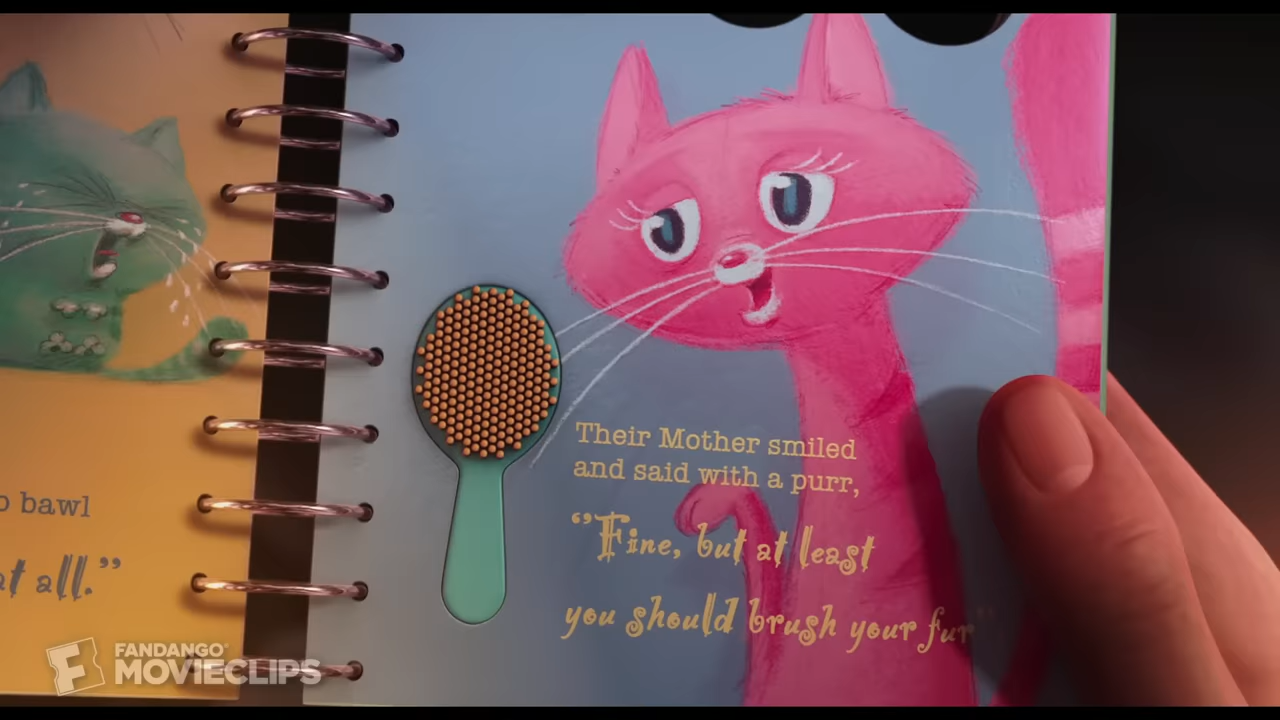 o bawl
at all.”
Their Mother smiled
and said with a purr,
“Fine, but at least
you should brush your fur”
FANDANGO
MOVIECLIPS